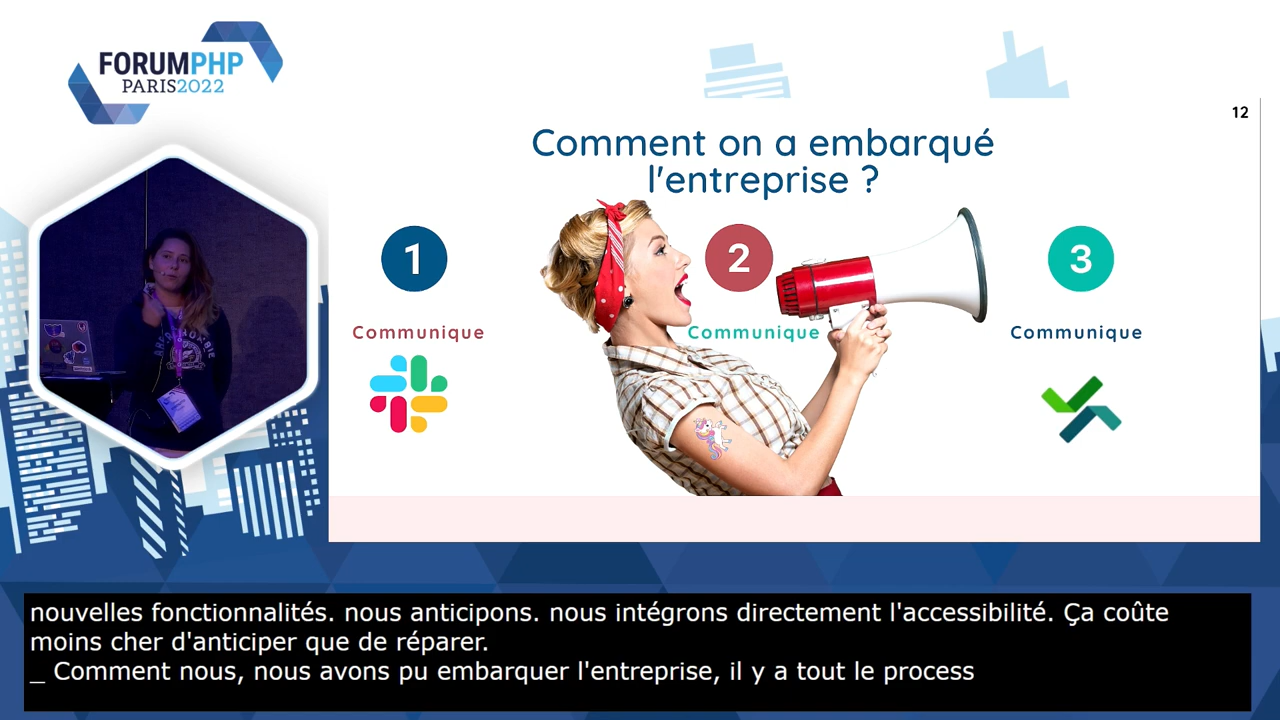 FORUMPHP
PARIS2022
12
Comment on a embarqué
l'entreprise ?
1
2
3
Communique
Communique
Communique
nouvelles fonctionnalités. nous anticipons. nous intégrons directement l'accessibilité. Ça coûte
moins cher d'anticiper que de réparer.
_ Comment nous, nous avons pu embarquer l'entreprise, il y a tout le process